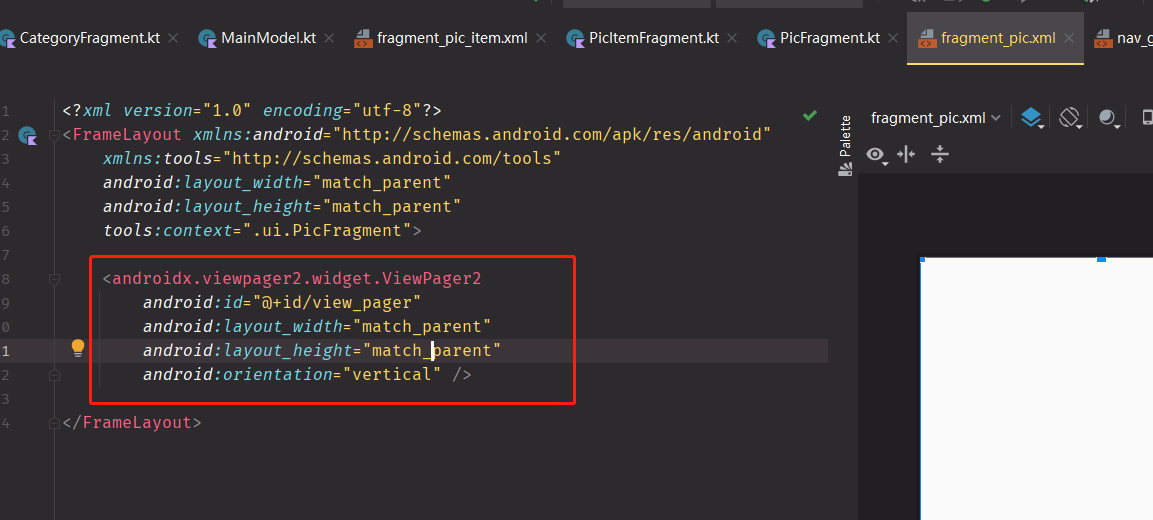 CategoryFragment.kt MainModel.kt fragment_pic_item.xml PicItemFragment.kt PicFragment.kt fragment_pic.xml nav_g
1 <?xml version="1.0" encoding="utf-8"?>
2 <FrameLayout xmlns:android="http://schemas.android.com/apk/res/android"
3 xmlns:tools="http://schemas.android.com/tools"
4 android:layout_width="match_parent"
5 android:layout_height="match_parent"
6 tools:context=".ui.PicFragment">
7
8 <androidx.viewpager2.widget.ViewPager2
9 android:id="@+id/view_pager"
0 android:layout_width="match_parent"
1 android:layout_height="match_parent"
2 android:orientation="vertical" />
3
4 </FrameLayout>
Palette
fragment_pic.xml